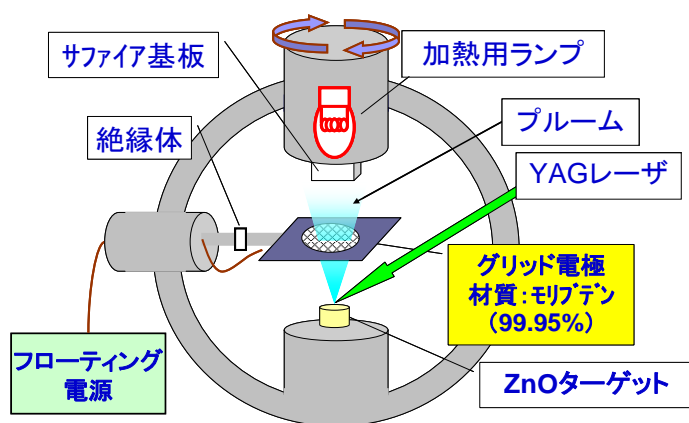 サファイア基板
加熱用ランプ
絶縁体
プルーム
YAGレーザ
グリッド電極
材質：モリブデン
（99.95%）
フローティング
電源
ZnOターゲット